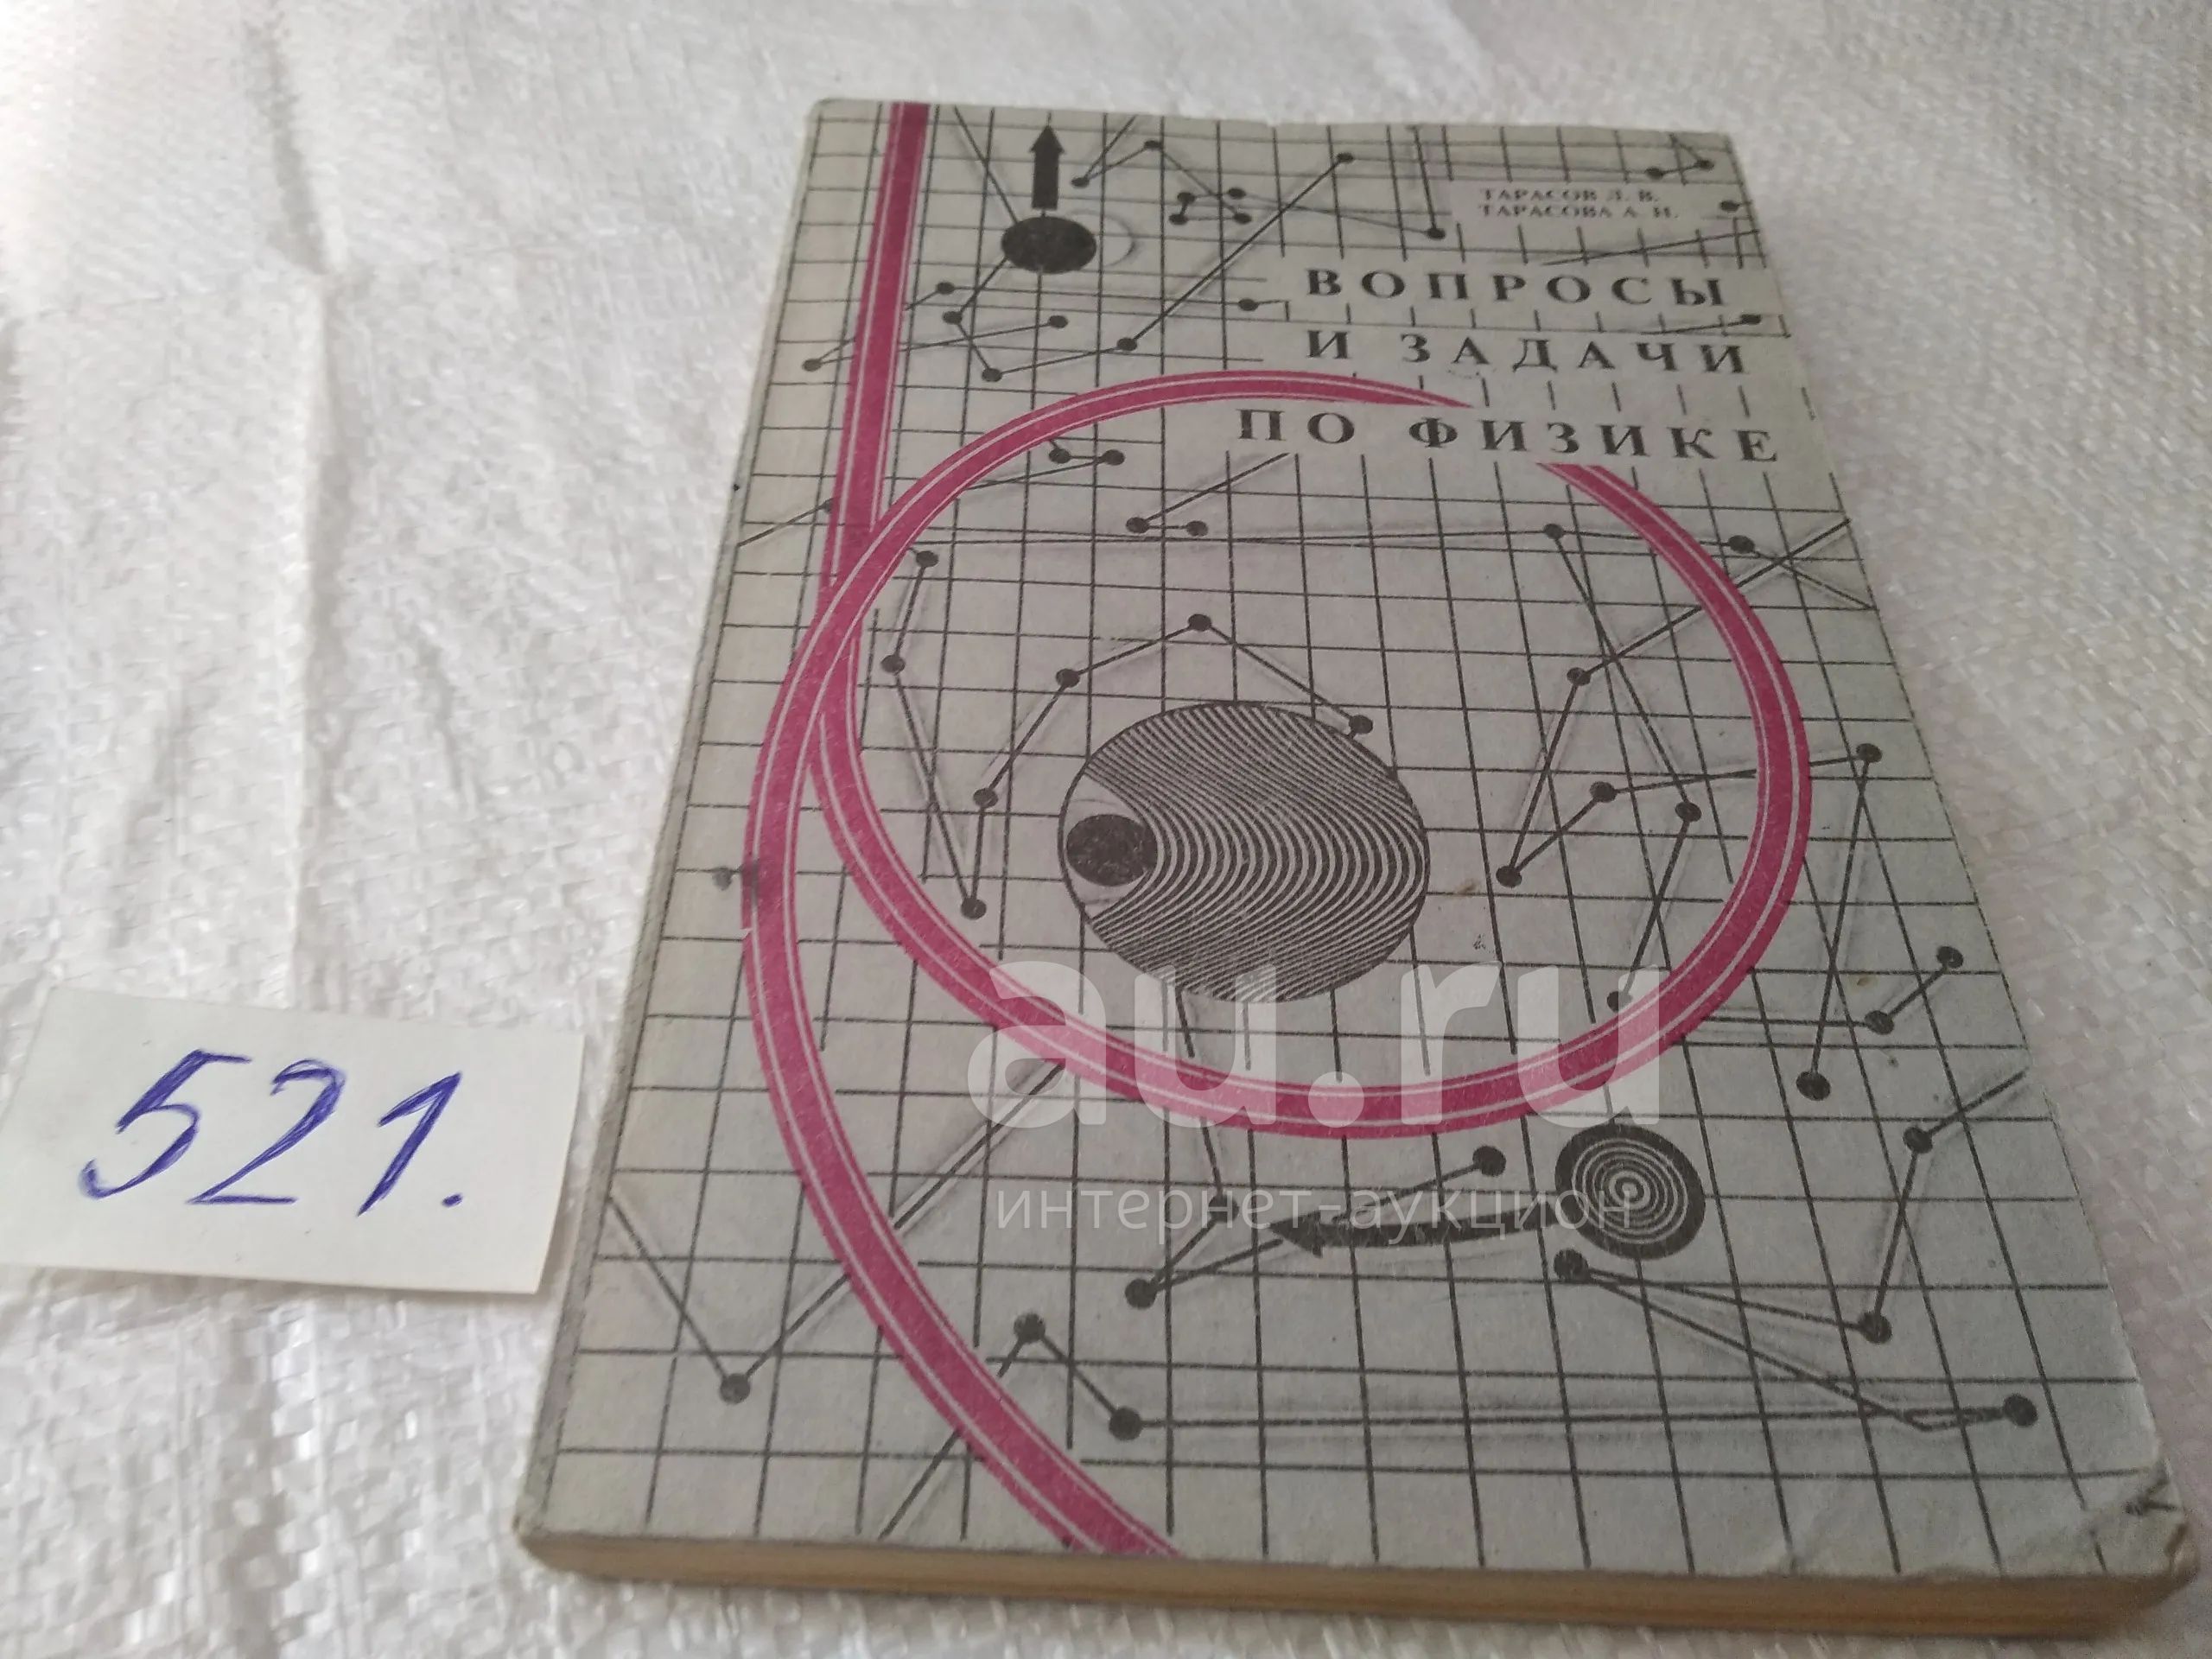 ТАРАСОВ Л. В.
ТАРАСОВА А. Н.
ВОПРОСЫ
И ЗАДАЧИ
ПО ФИЗИКЕ
521.
au.ru
интернет-аукцион